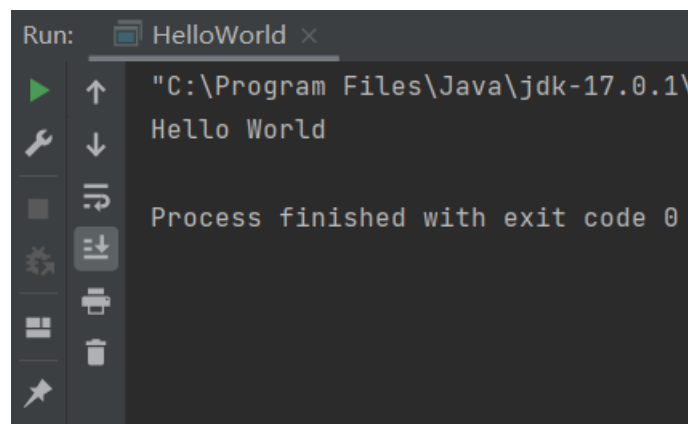 Run: HelloWorld ×
"C:\Program Files\Java\jdk-17.0.1\
Hello World
Process finished with exit code 0